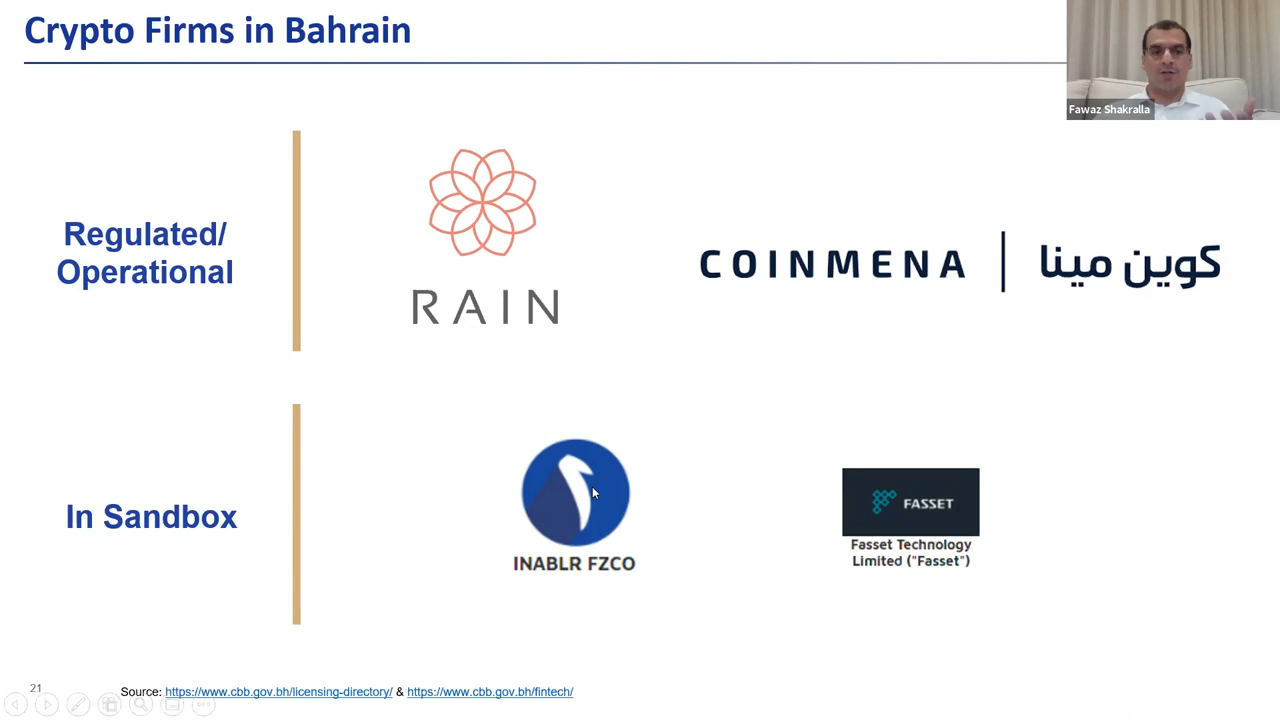 Crypto Firms in Bahrain
Fawaz Shakralla
Regulated/
Operational
RAIN
COINMENA | كوين مينا
In Sandbox
INABLR FZCO
FASSET
Fasset Technology
Limited ("Fasset")
21
Source: https://www.cbb.gov.bh/licensing-directory/ & https://www.cbb.gov.bh/fintech/